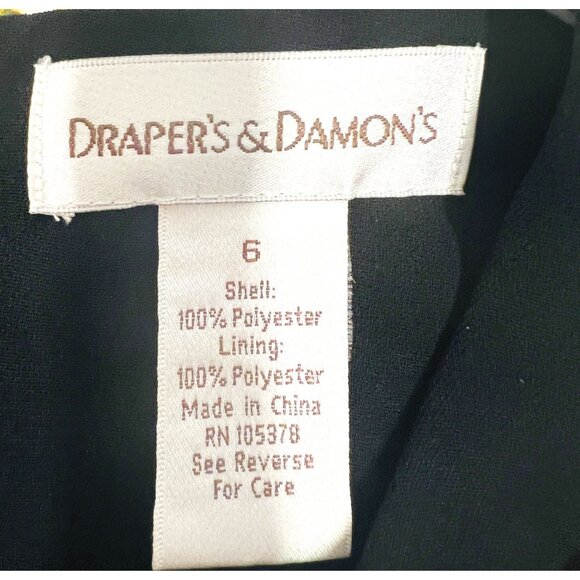 DRAPER'S & DAMON'S
6
Shell:
100% Polyester
Lining:
100% Polyester
Made in China
RN 105378
See Reverse
For Care